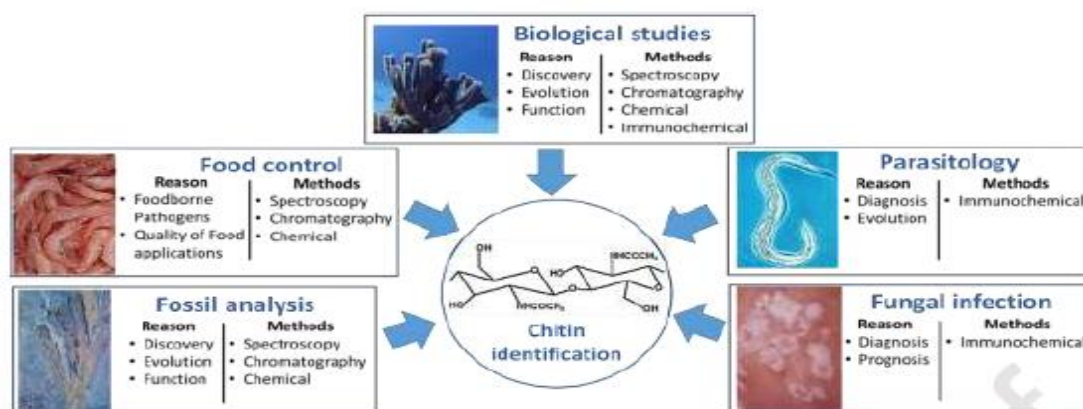 Biological studies
Reason
Methods
• Discovery
• Evolution
• Function
• Spectroscopy
• Chromatography
• Chemical
• Immunochemical
Food control
Reason
Methods
• Foodborne
Pathogens
• Quality of Food
applications
• Spectroscopy
• Chromatography
• Chemical
Parasitology
Reason
Methods
• Diagnosis
• Evolution
• Immunochemical
Fossil analysis
Reason
Methods
• Discovery
• Evolution
• Function
• Spectroscopy
• Chromatography
• Chemical
Fungal infection
Reason
Methods
• Diagnosis
• Prognosis
• Immunochemical
OH
O
HO
NHCOCH₃
O
HO
NHCOCH₃
O
OH
Chitin
identification